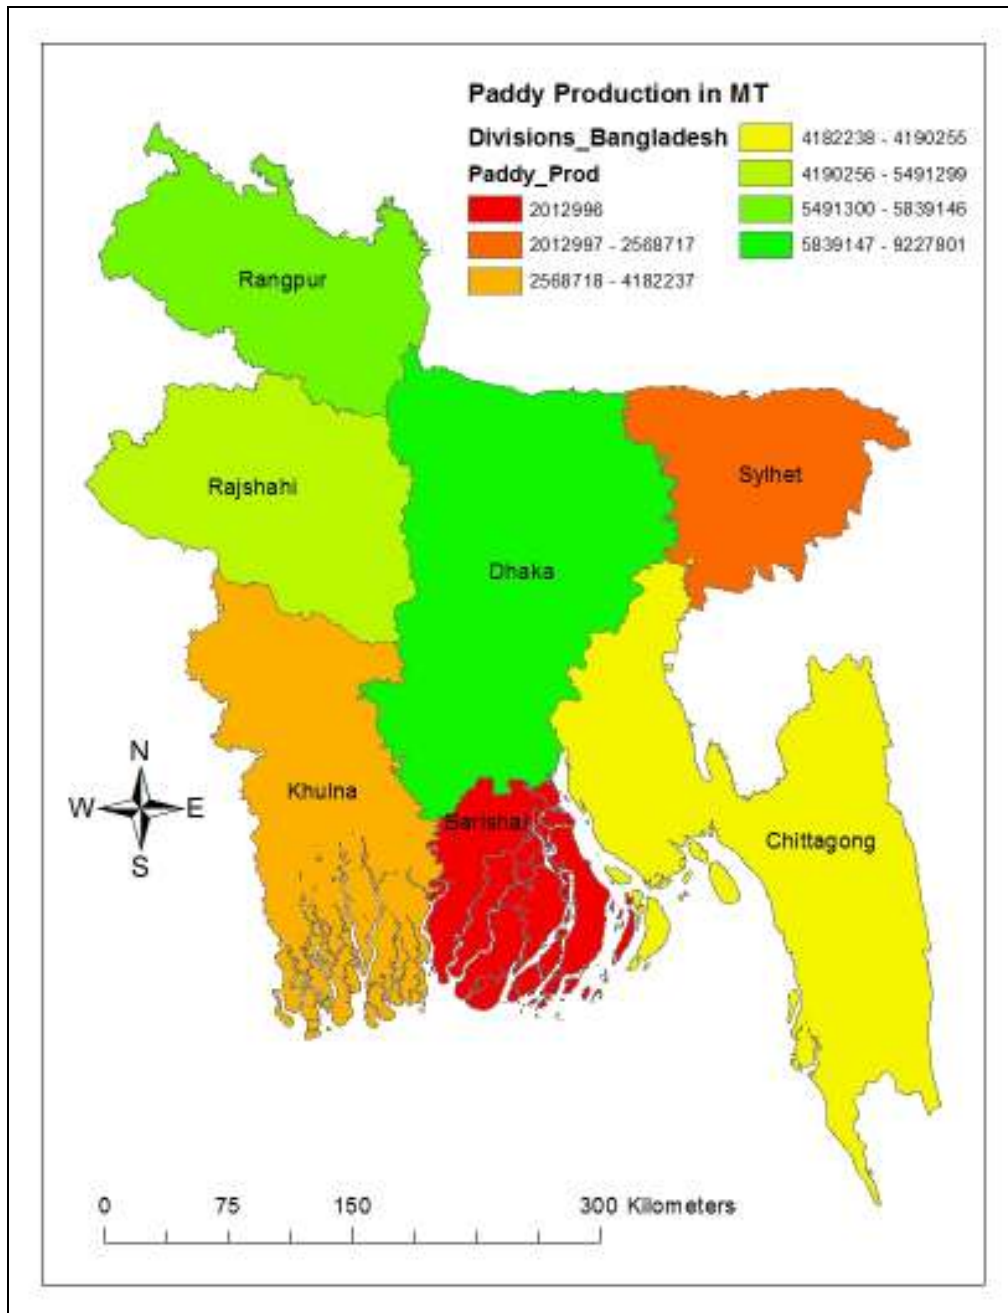 Paddy Production in MT
Divisions_Bangladesh
Paddy_Prod
2012996
2012997 - 2568717
2568718 - 4182237
4182238 - 4190255
4190256 - 5491299
5491300 - 5839146
5839147 - 9227801
Rangpur
Rajshahi
Sylhet
Dhaka
Khulna
Barishal
Chittagong
N
W E
S
0 75 150 300 Kilometers